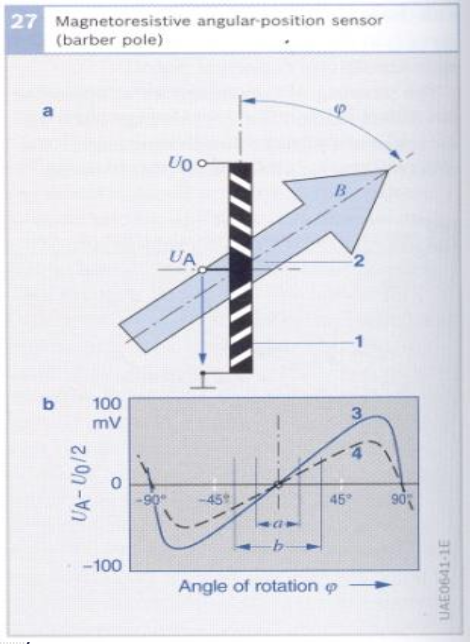 27 Magnetoresistive angular-position sensor
(barber pole)
a
φ
U0
B
UA
2
1
b
100
mV
3
4
UA – U0/2
0
-90° -45° 45° 90°
a
b
-100
Angle of rotation φ
UAE0641-1E